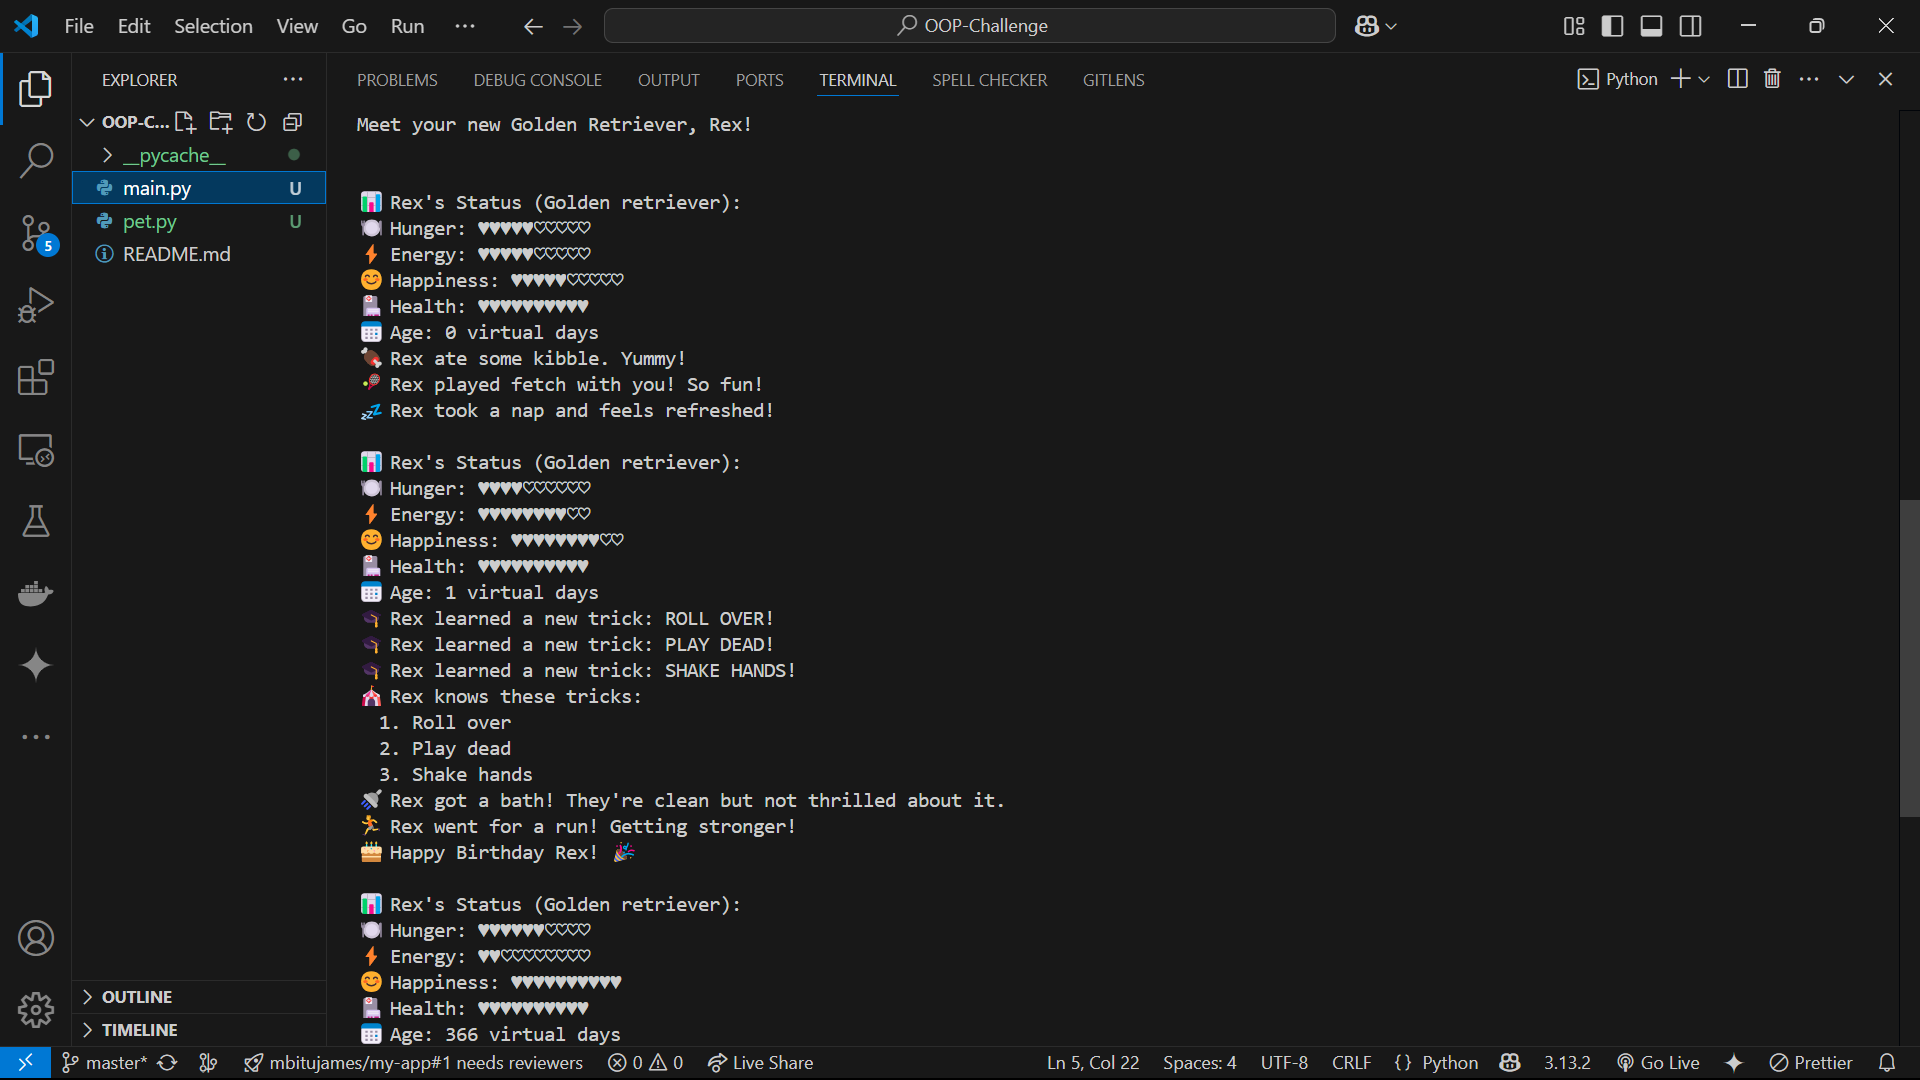 File Edit Selection View Go Run ··· OOP-Challenge
EXPLORER ···
OOP-C...
__pycache__
main.py U
pet.py U
README.md
OUTLINE
TIMELINE
5
PROBLEMS DEBUG CONSOLE OUTPUT PORTS TERMINAL SPELL CHECKER GITLENS Python
Meet your new Golden Retriever, Rex!
📊 Rex's Status (Golden retriever):
🍽️ Hunger: ♥♥♥♥♥♡♡♡♡♡
⚡ Energy: ♥♥♥♥♥♡♡♡♡♡
😊 Happiness: ♥♥♥♥♥♡♡♡♡♡
🏥 Health: ♥♥♥♥♥♥♥♥♥♥
📅 Age: 0 virtual days
🍖 Rex ate some kibble. Yummy!
🎾 Rex played fetch with you! So fun!
💤 Rex took a nap and feels refreshed!
📊 Rex's Status (Golden retriever):
🍽️ Hunger: ♥♥♥♥♡♡♡♡♡♡
⚡ Energy: ♥♥♥♥♥♥♥♥♡♡
😊 Happiness: ♥♥♥♥♥♥♥♥♡♡
🏥 Health: ♥♥♥♥♥♥♥♥♥♥
📅 Age: 1 virtual days
🎓 Rex learned a new trick: ROLL OVER!
🎓 Rex learned a new trick: PLAY DEAD!
🎓 Rex learned a new trick: SHAKE HANDS!
🎪 Rex knows these tricks:
1. Roll over
2. Play dead
3. Shake hands
🚿 Rex got a bath! They're clean but not thrilled about it.
🏃 Rex went for a run! Getting stronger!
🎂 Happy Birthday Rex! 🎉
📊 Rex's Status (Golden retriever):
🍽️ Hunger: ♥♥♥♥♥♥♡♡♡♡
⚡ Energy: ♥♥♡♡♡♡♡♡♡♡
😊 Happiness: ♥♥♥♥♥♥♥♥♥♥
🏥 Health: ♥♥♥♥♥♥♥♥♥♥
📅 Age: 366 virtual days
master* mbitujames/my-app#1 needs reviewers 0 0 Live Share Ln 5, Col 22 Spaces: 4 UTF-8 CRLF {} Python 3.13.2 Go Live Prettier